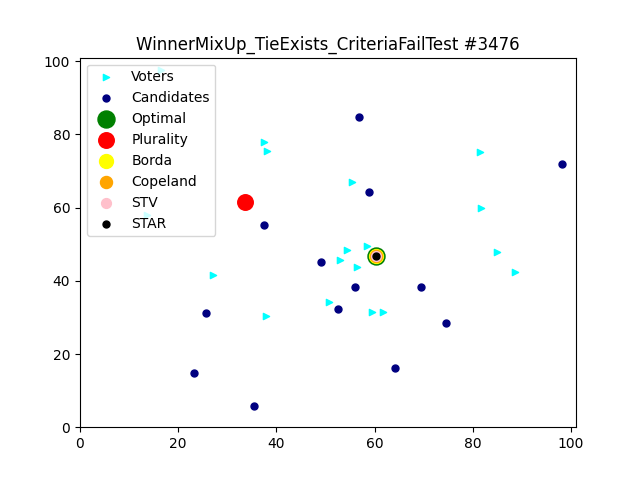 WinnerMixUp_TieExists_CriteriaFailTest #3476
100
80
60
40
20
0
Voters
Candidates
Optimal
Plurality
Borda
Copeland
STV
STAR
0 20 40 60 80 100